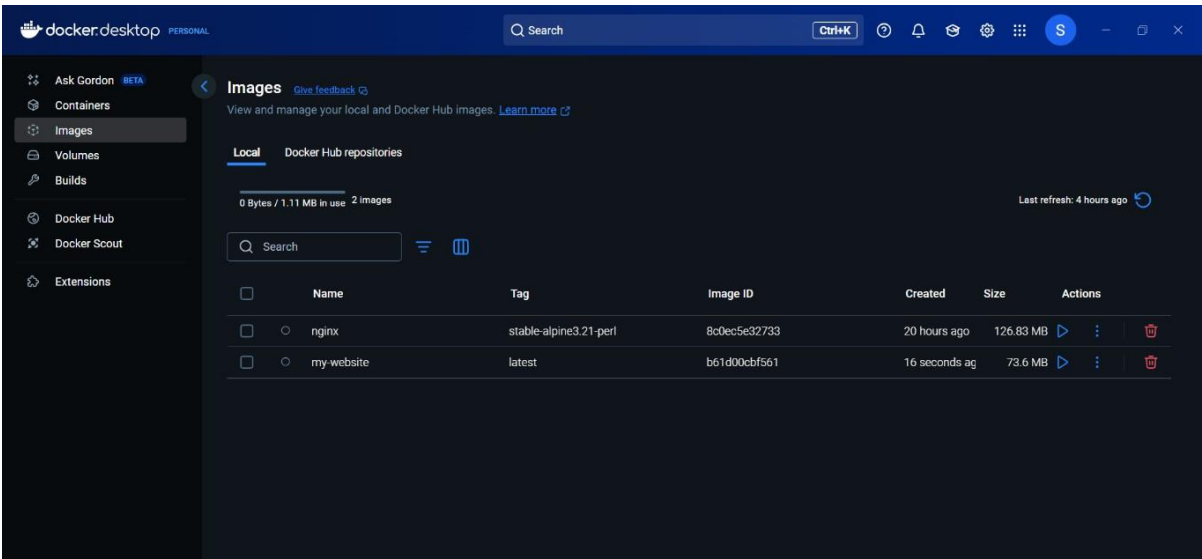 docker.desktop PERSONAL Search Ctrl+K S
Ask Gordon BETA
Containers
Images
Volumes
Builds
Docker Hub
Docker Scout
Extensions
Images Give feedback
View and manage your local and Docker Hub images. Learn more
Local Docker Hub repositories
0 Bytes / 1.11 MB in use 2 images Last refresh: 4 hours ago
Search
Name Tag Image ID Created Size Actions
nginx stable-alpine3.21-perl 8c0ec5e32733 20 hours ago 126.83 MB
my-website latest b61d00cbf561 16 seconds ag 73.6 MB